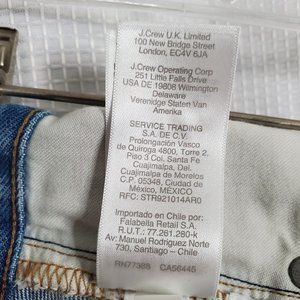 J.Crew U.K. Limited
100 New Bridge Street
London, EC4V 6JA
J.Crew Operating Corp
251 Little Falls Drive
USA DE 19808 Wilmington
Delaware
Verenidge Staten Van
Amerika
SERVICE TRADING
S.A. DE C.V.
Prolongación Vasco
de Quiroga 4800, Torre 2,
Piso 3 Col. Santa Fe
Cuajimalpa, Del.
Cuajimalpa de Morelos
C.P. 05348, Ciudad de
México, MÉXICO
RFC: STR921014AR0
Importado en Chile por:
Falabella Retail S.A.
R.U.T.: 77.261.280-K
Av: Manuel Rodriguez Norte
730, Santiago – Chile
RN77388 CA56445